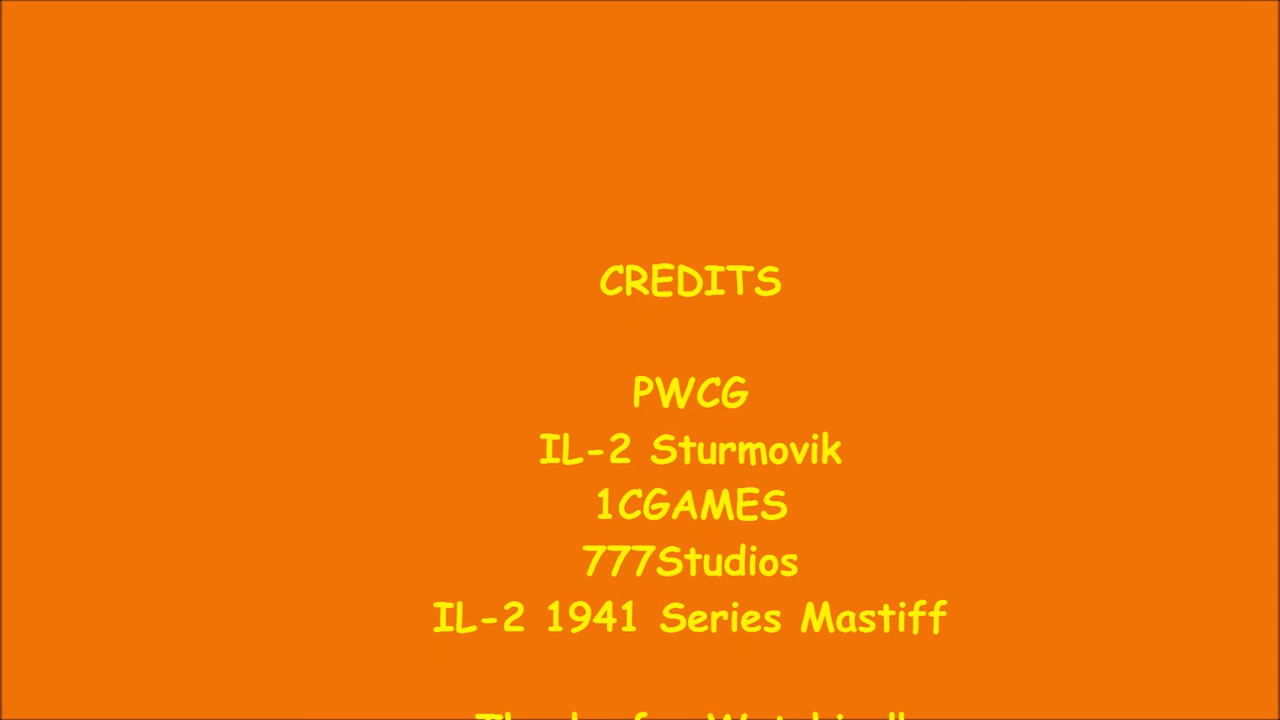 CREDITS
PWCG
IL-2 Sturmovik
1CGAMES
777Studios
IL-2 1941 Series Mastiff